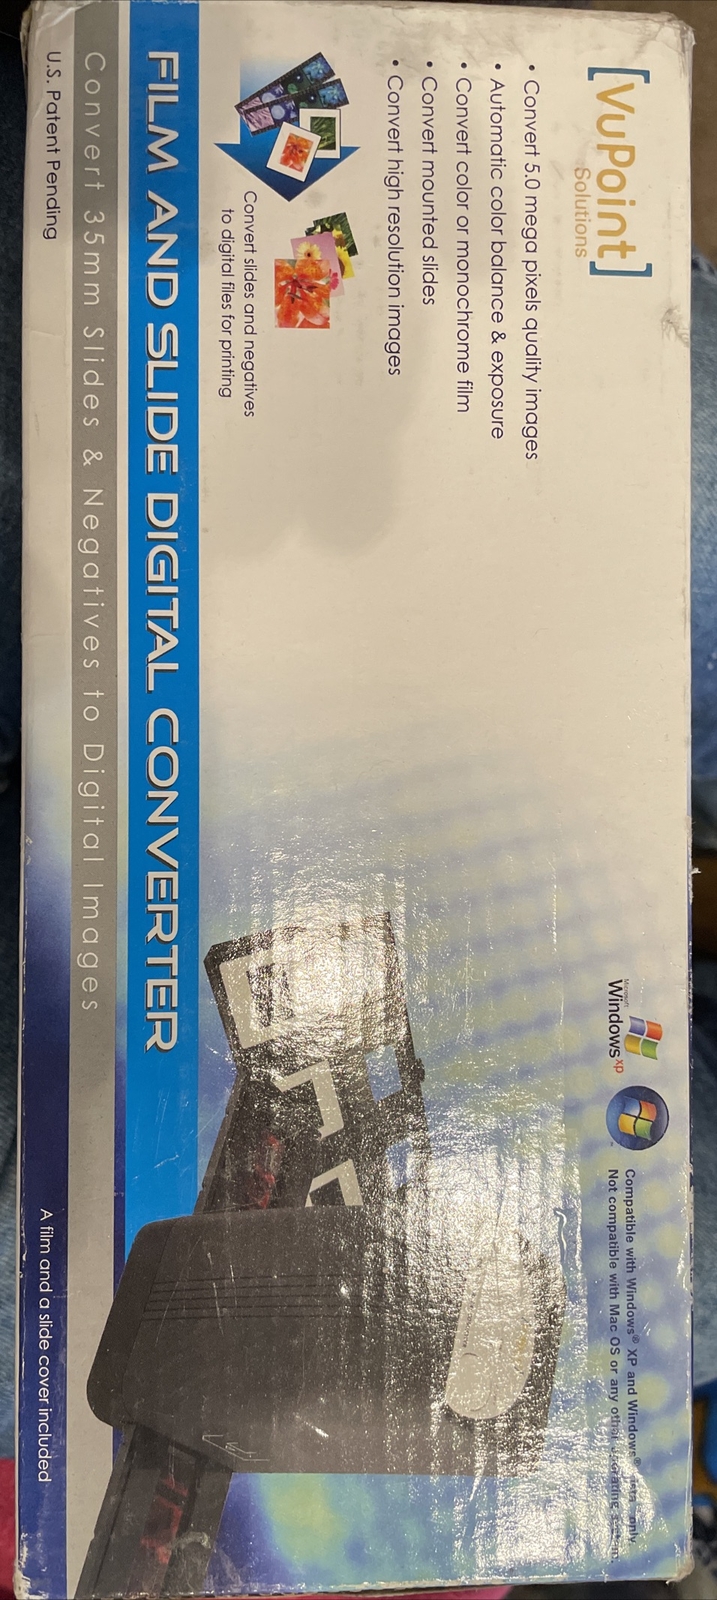 [VuPoint]
Solutions
• Convert 5.0 mega pixels quality images
• Automatic color balance & exposure
• Convert color or monochrome film
• Convert mounted slides
• Convert high resolution images
Convert slides and negatives
to digital files for printing
Microsoft
Windows xp
Compatible with Windows® XP and Windows® only
Not compatible with Mac OS or any other
FILM AND SLIDE DIGITAL CONVERTER
Convert 35mm Slides & Negatives to Digital Images
U.S. Patent Pending
A film and a slide cover included